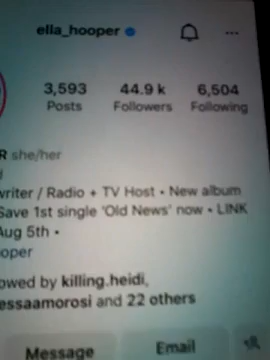 ella_hooper
3,593 44.9 k 6,504
Posts Followers Following
R she/her
writer / Radio + TV Host • New album
Save 1st single 'Old News' now • LINK
Aug 5th •
oper
owed by killing.heidi,
essaamorosi and 22 others
Message Email